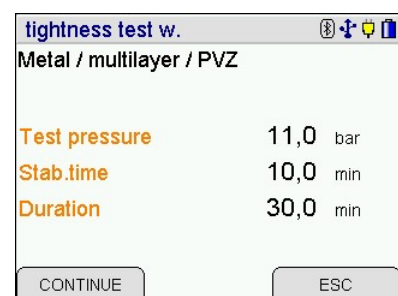 tightness test w.
Metal / multilayer / PVZ
Test pressure 11,0 bar
Stab.time 10,0 min
Duration 30,0 min
CONTINUE ESC